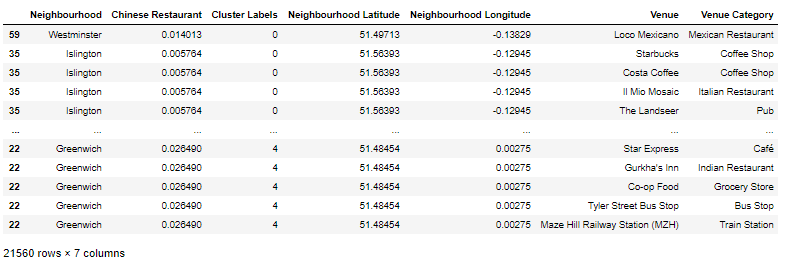 Neighbourhood Chinese Restaurant Cluster Labels Neighbourhood Latitude Neighbourhood Longitude Venue Venue Category
59 Westminster 0.014013 0 51.49713 -0.13829 Loco Mexicano Mexican Restaurant
35 Islington 0.005764 0 51.56393 -0.12945 Starbucks Coffee Shop
35 Islington 0.005764 0 51.56393 -0.12945 Costa Coffee Coffee Shop
35 Islington 0.005764 0 51.56393 -0.12945 Il Mio Mosaic Italian Restaurant
35 Islington 0.005764 0 51.56393 -0.12945 The Landseer Pub
... ... ... ... ... ... ... ...
22 Greenwich 0.026490 4 51.48454 0.00275 Star Express Café
22 Greenwich 0.026490 4 51.48454 0.00275 Gurkha's Inn Indian Restaurant
22 Greenwich 0.026490 4 51.48454 0.00275 Co-op Food Grocery Store
22 Greenwich 0.026490 4 51.48454 0.00275 Tyler Street Bus Stop Bus Stop
22 Greenwich 0.026490 4 51.48454 0.00275 Maze Hill Railway Station (MZH) Train Station
21560 rows × 7 columns